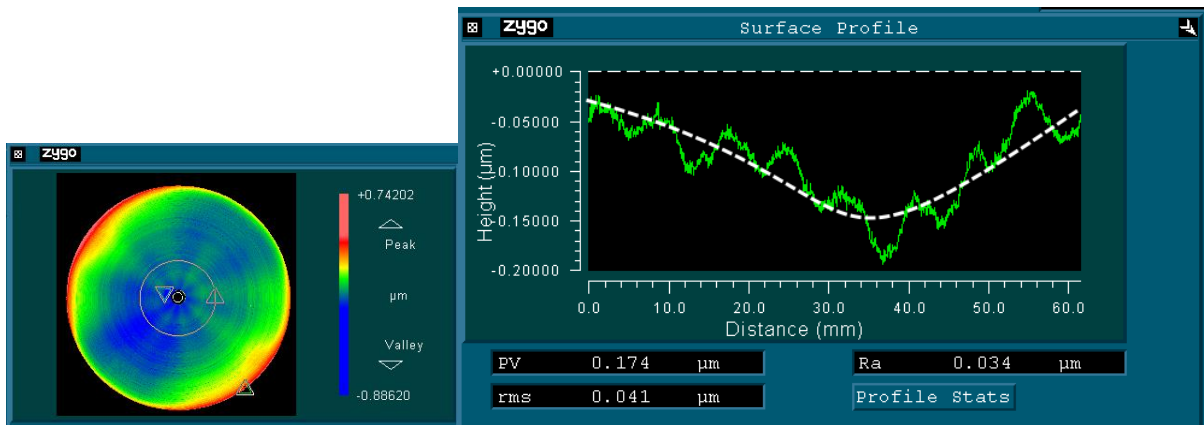 zygo
+0.74202
Peak
µm
Valley
-0.88620
zygo Surface Profile
+0.00000
-0.05000
-0.10000
-0.15000
-0.20000
Height (µm)
0.0 10.0 20.0 30.0 40.0 50.0 60.0
Distance (mm)
PV 0.174 µm
Ra 0.034 µm
rms 0.041 µm
Profile Stats